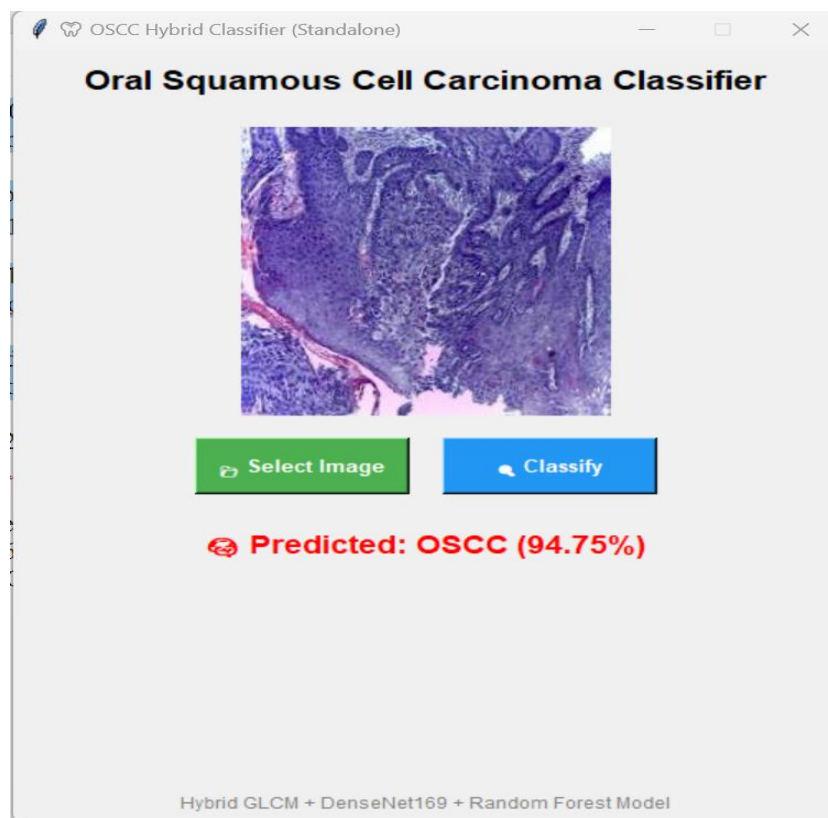 OSCC Hybrid Classifier (Standalone)
Oral Squamous Cell Carcinoma Classifier
Select Image
Classify
Predicted: OSCC (94.75%)
Hybrid GLCM + DenseNet169 + Random Forest Model